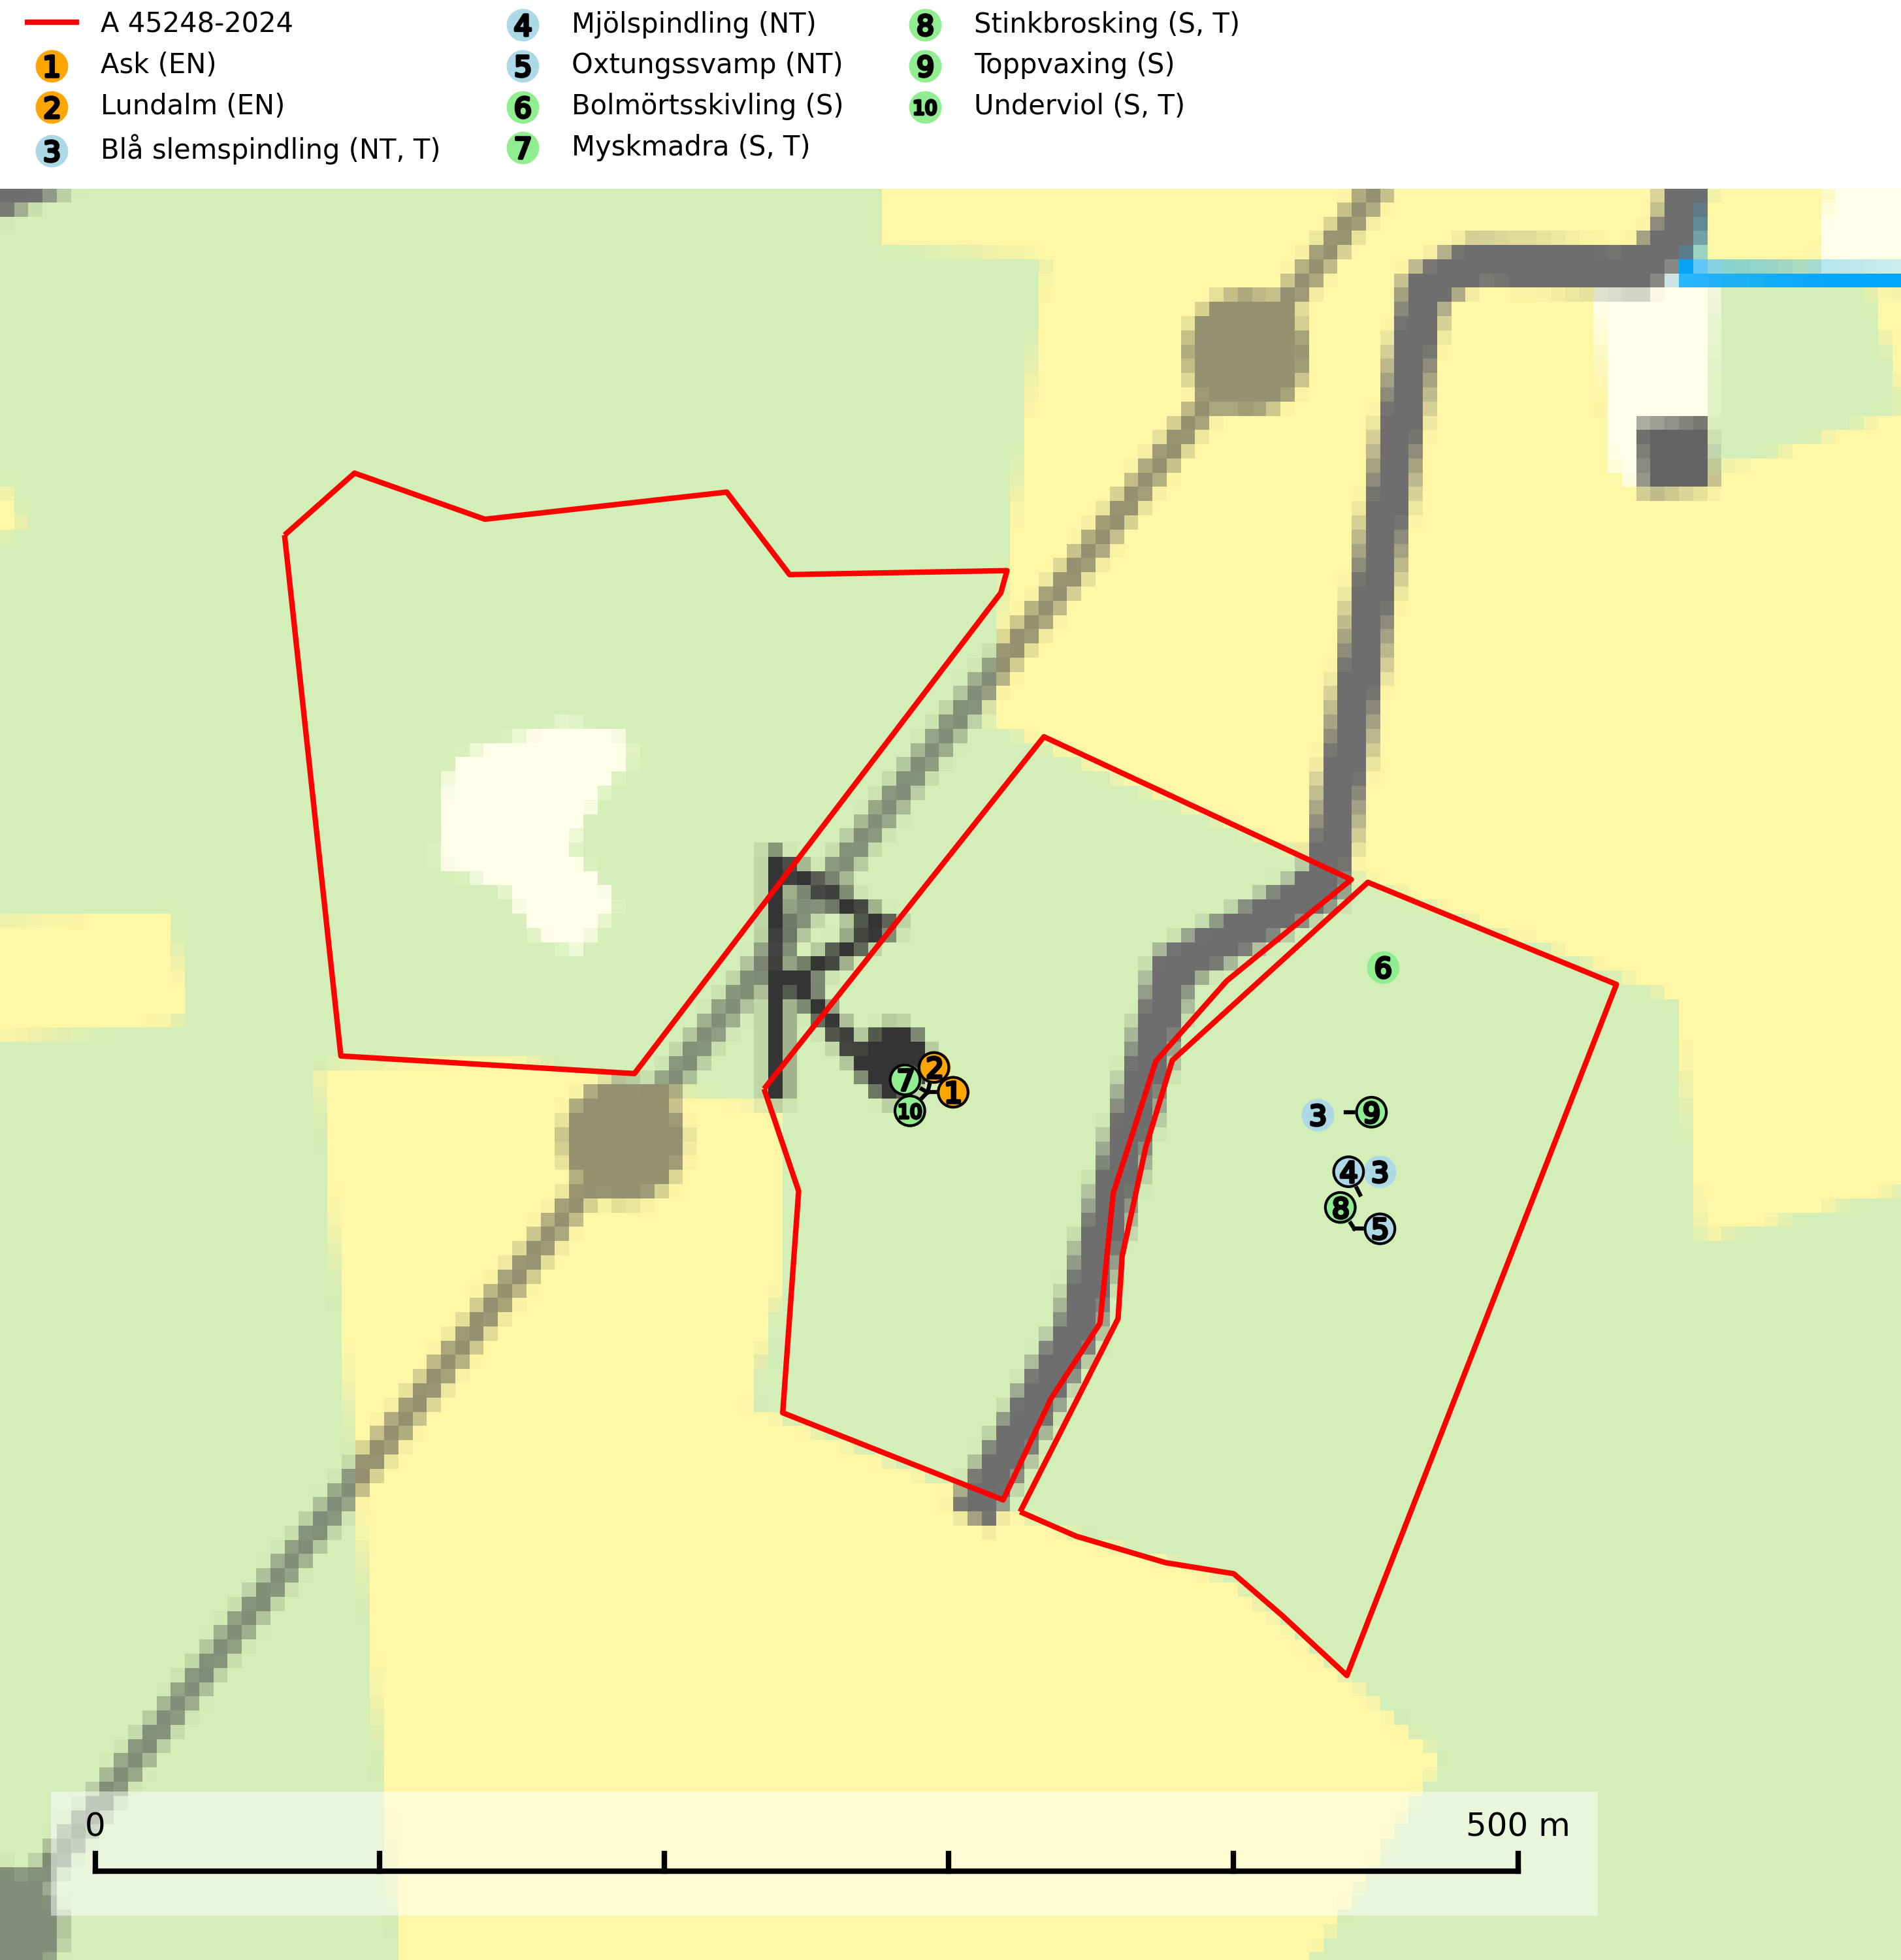 A 45248-2024
1 Ask (EN)
2 Lundalm (EN)
3 Blå slemspindling (NT, T)
4 Mjölspindling (NT)
5 Oxtungssvamp (NT)
6 Bolmörtsskivling (S)
7 Myskmadra (S, T)
8 Stinkbrosking (S, T)
9 Toppvaxing (S)
10 Underviol (S, T)
R
6
2
7
1
10
3
9
4
3
8
5
0
500 m